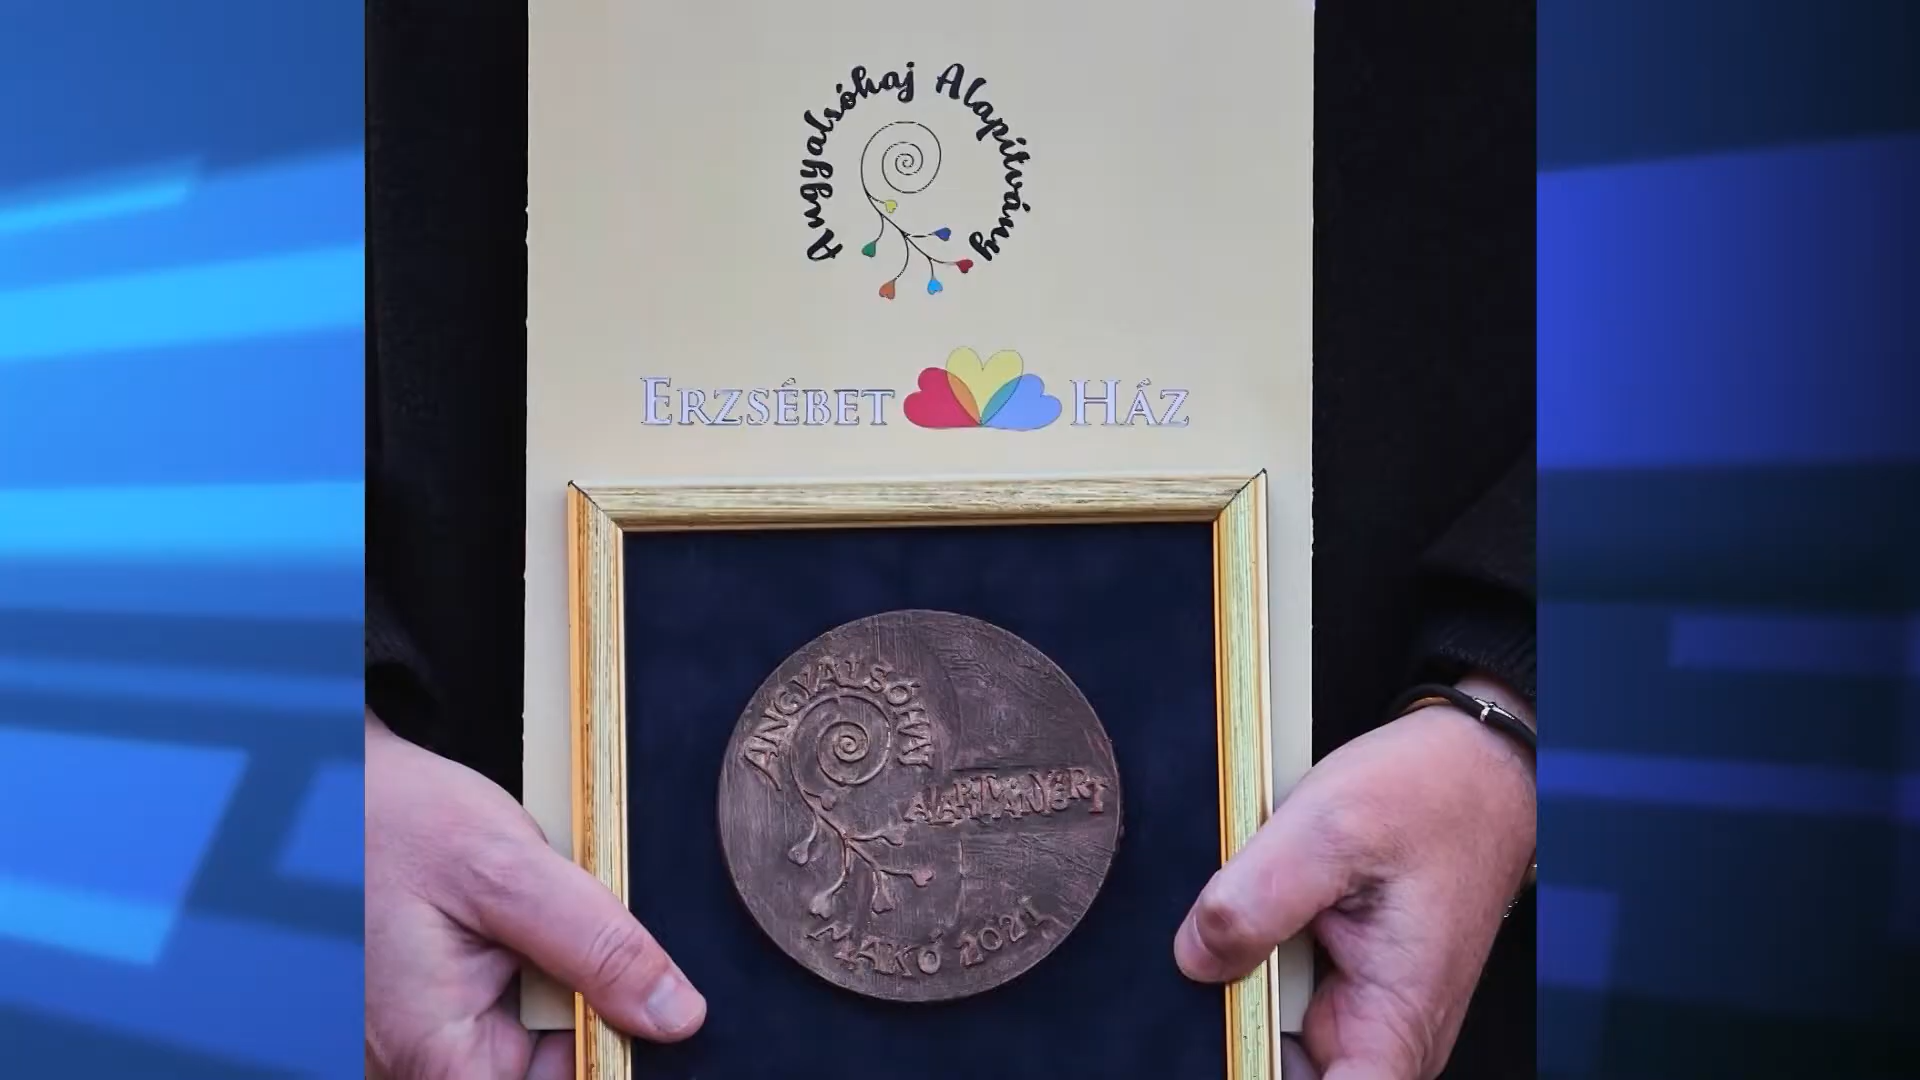 Angyalsóhaj Alapítvány
ERZSÉBET HÁZ
ANGYALSÓHAJ
ALAPÍTVÁNYÉRT
MAKÓ 2021